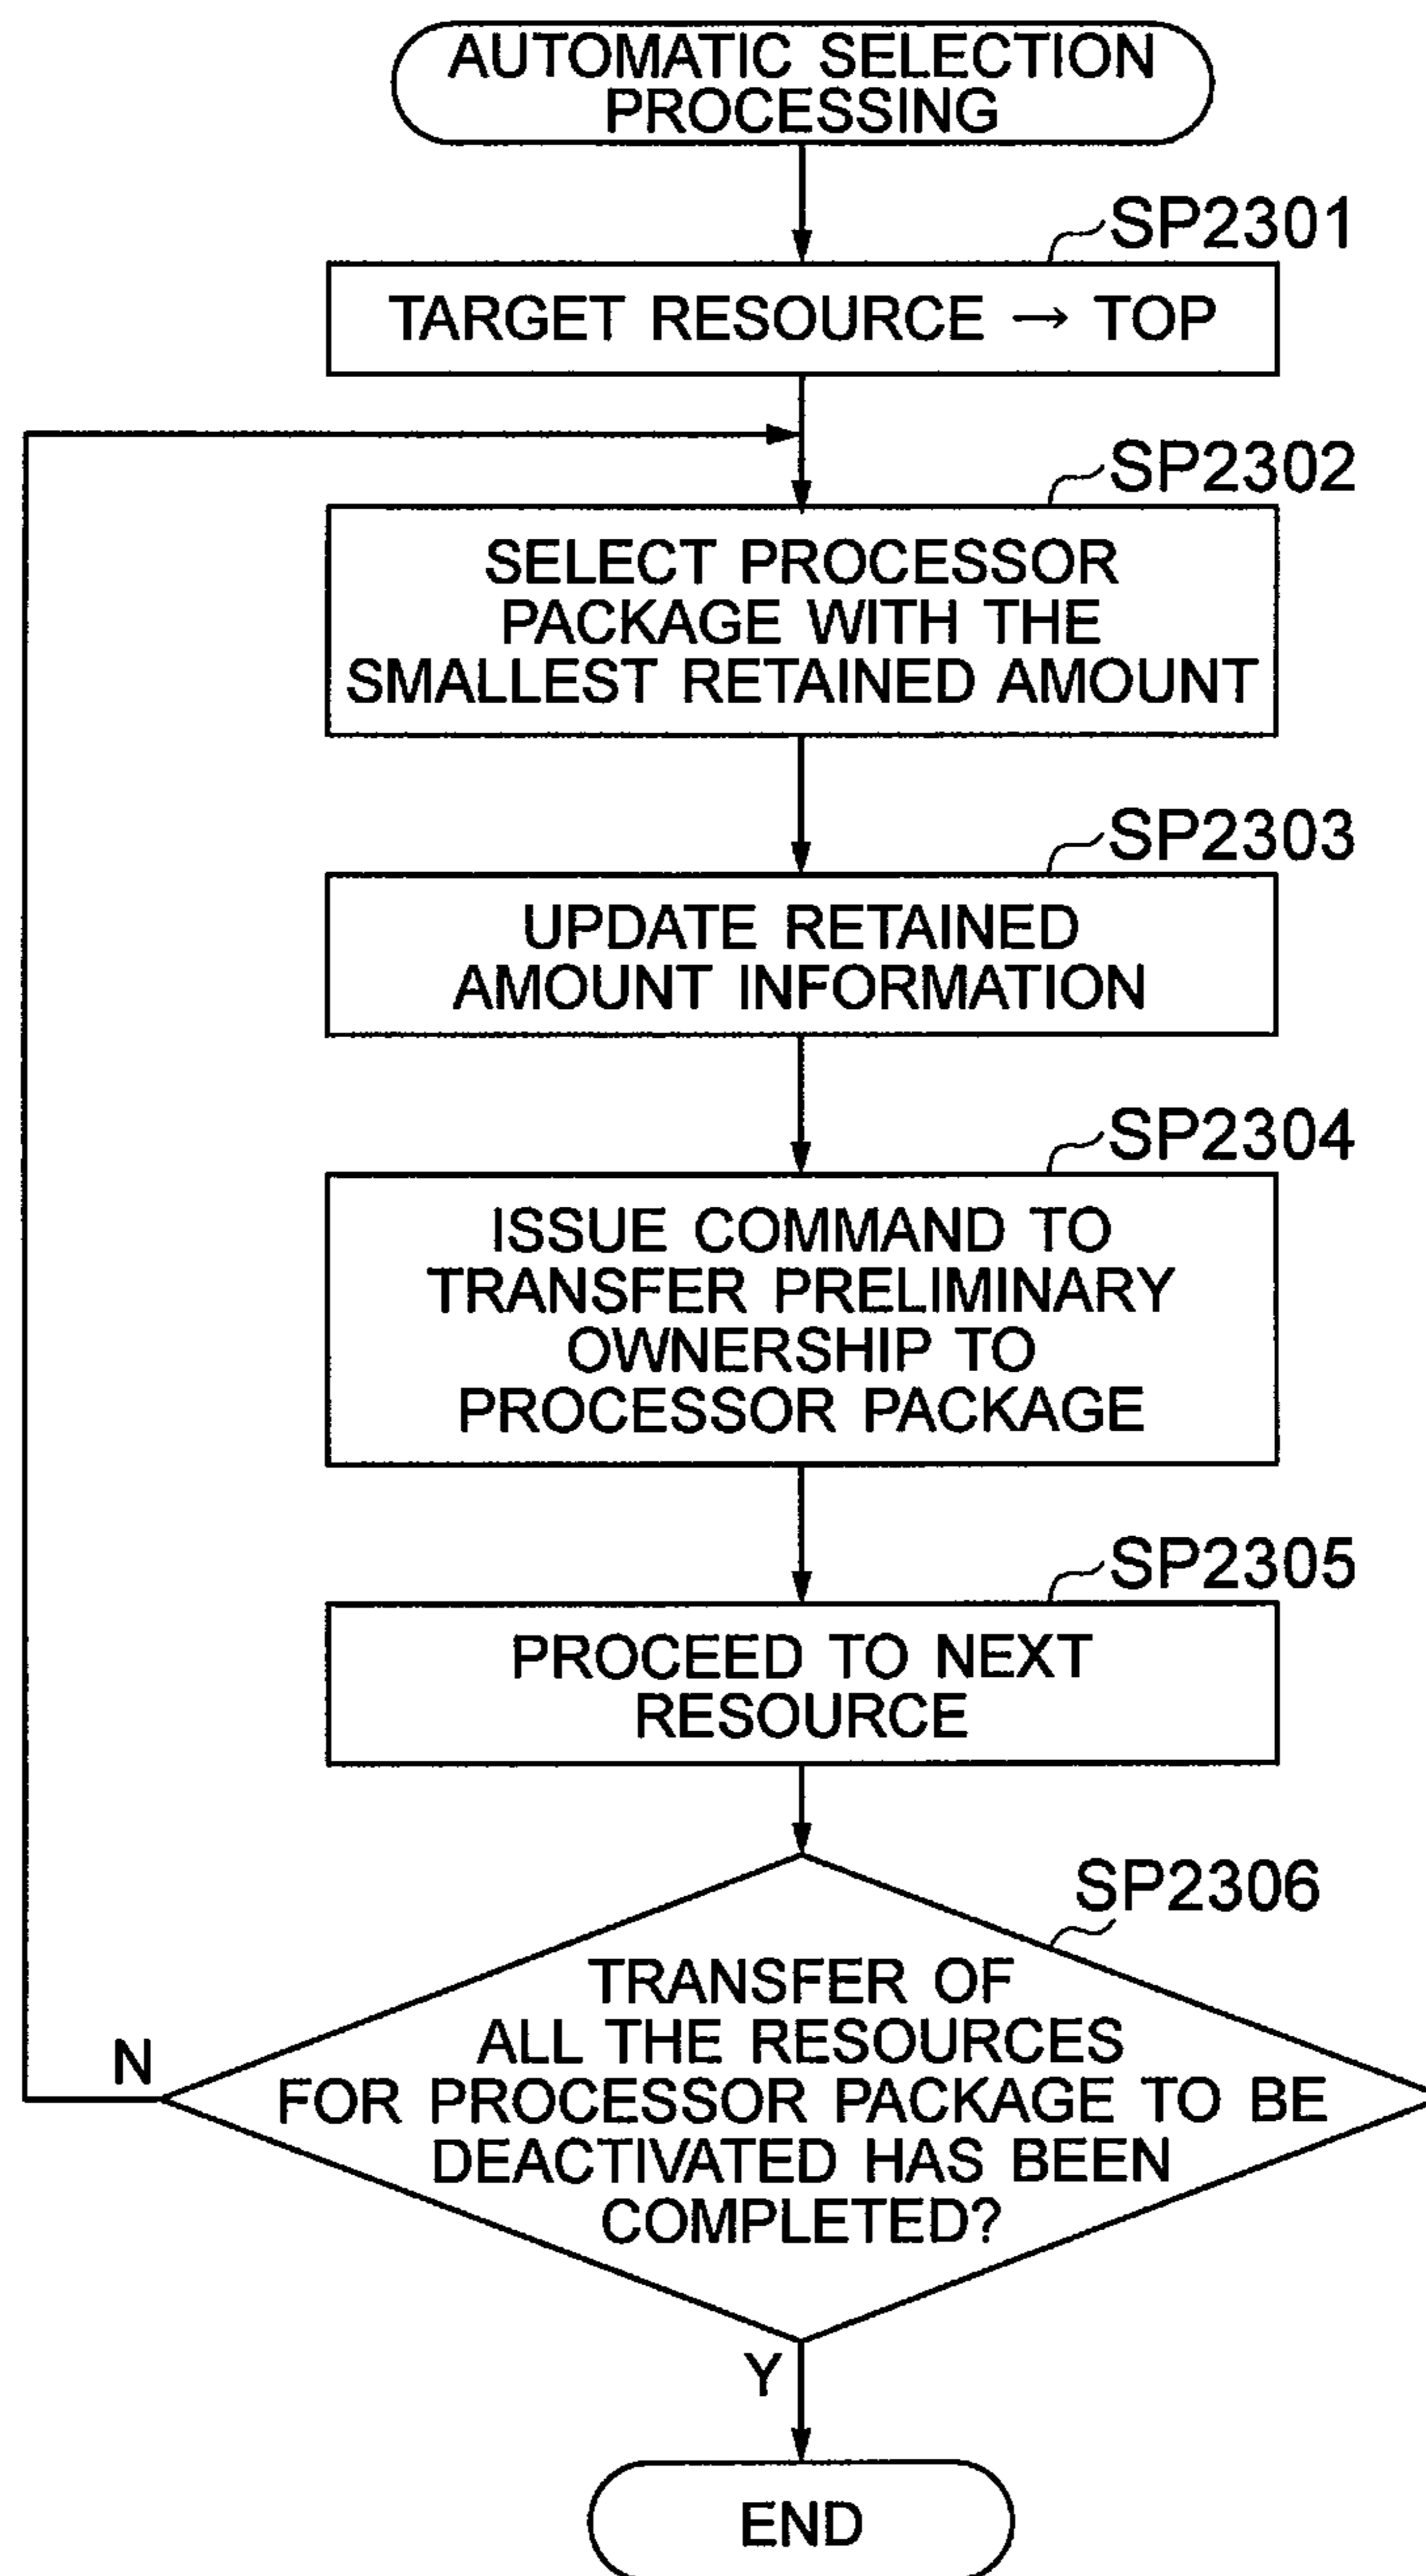 AUTOMATIC SELECTION
PROCESSING
SP2301
TARGET RESOURCE → TOP
SP2302
SELECT PROCESSOR
PACKAGE WITH THE
SMALLEST RETAINED AMOUNT
SP2303
UPDATE RETAINED
AMOUNT INFORMATION
SP2304
ISSUE COMMAND TO
TRANSFER PRELIMINARY
OWNERSHIP TO
PROCESSOR PACKAGE
SP2305
PROCEED TO NEXT
RESOURCE
SP2306
TRANSFER OF
ALL THE RESOURCES
FOR PROCESSOR PACKAGE TO BE
DEACTIVATED HAS BEEN
COMPLETED?
N
Y
END